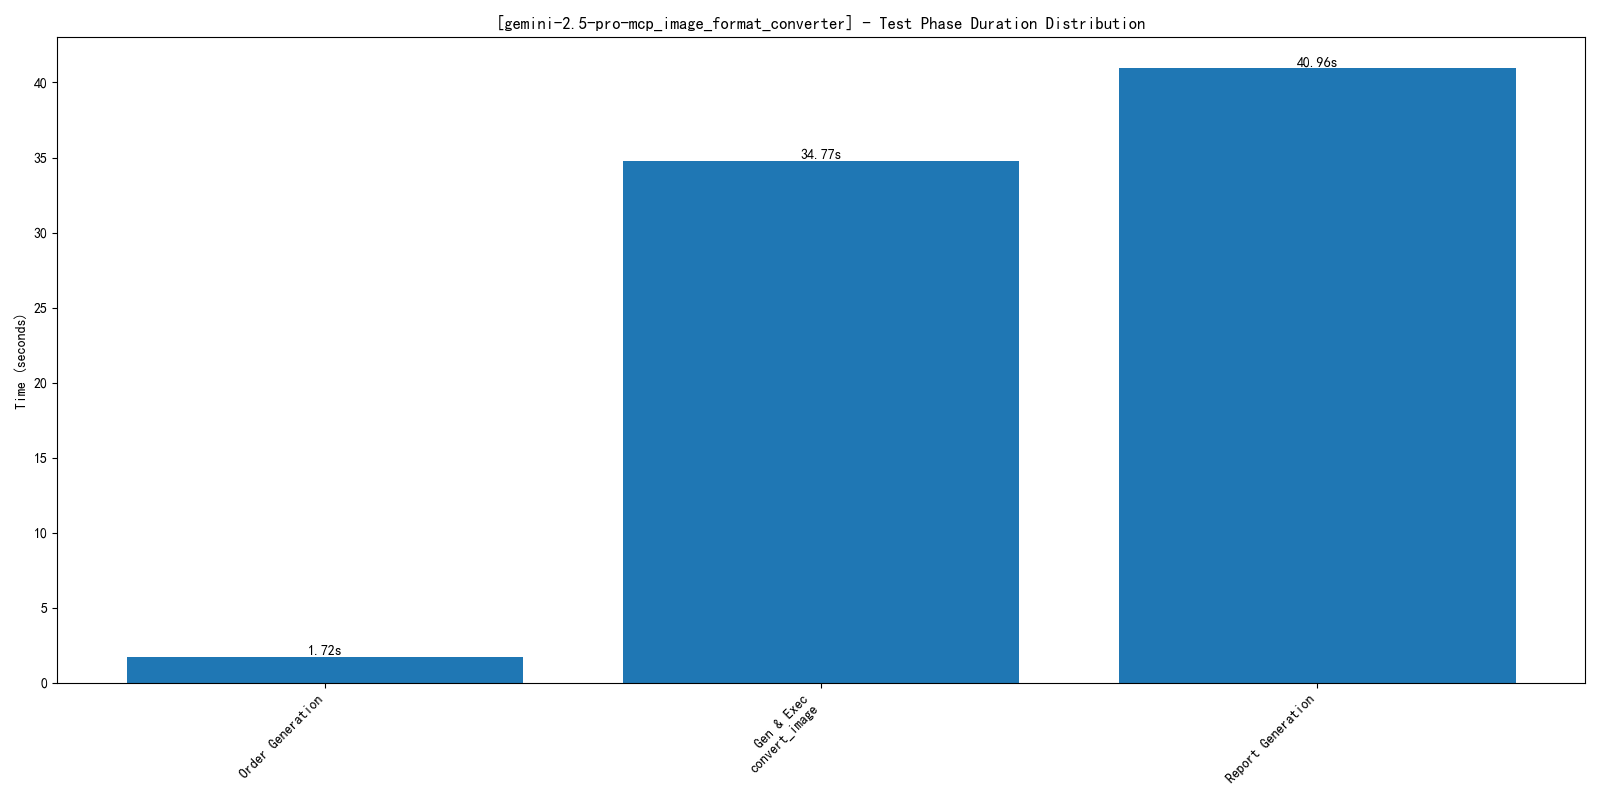 [gemini-2.5-pro-mcp_image_format_converter] - Test Phase Duration Distribution
Time (seconds)
40
35
30
25
20
15
10
5
0
1.72s
34.77s
40.96s
Order Generation
Gen & Exec
convert_image
Report Generation